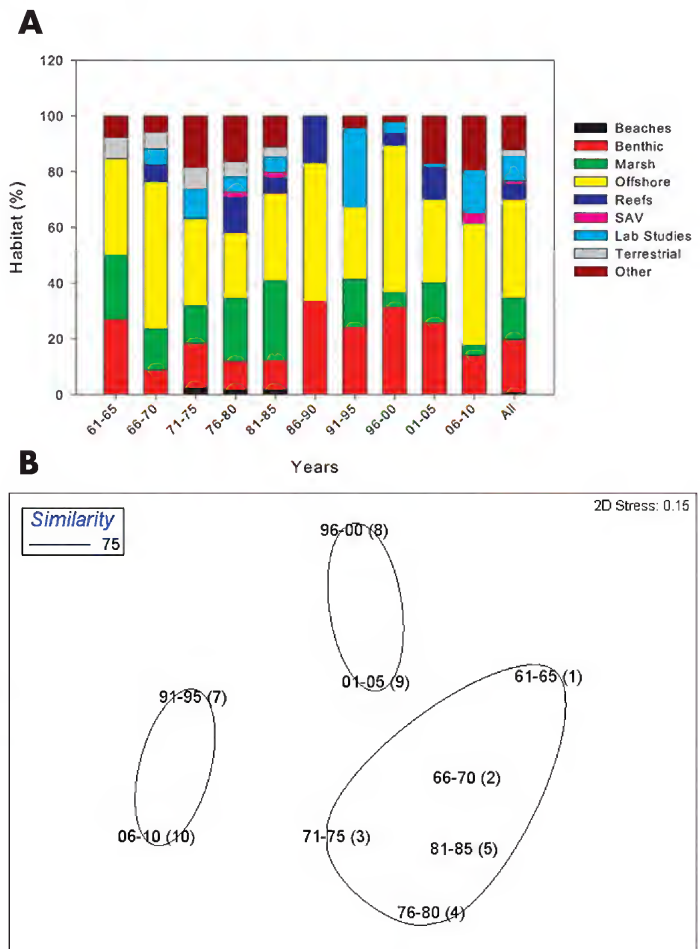 A
120
100
80
60
40
20
0
Habitat (%)
61-65
66-70
71-75
76-80
81-85
86-90
91-95
96-00
01-05
06-10
All
Years
Beaches
Benthic
Marsh
Offshore
Reefs
SAV
Lab Studies
Terrestrial
Other
B
Similarity
75
2D Stress: 0.15
96-00 (8)
01-05 (9)
61-65 (1)
91-95 (7)
66-70 (2)
06-10 (10)
71-75 (3)
81-85 (5)
76-80 (4)